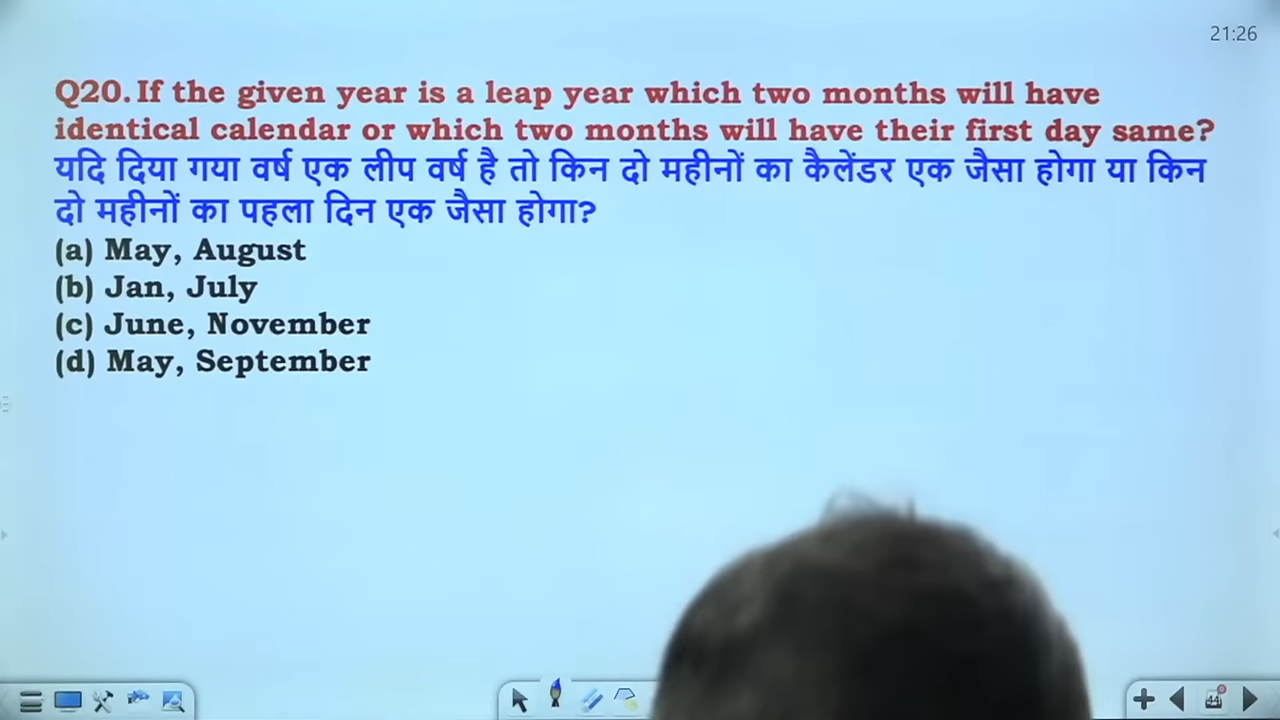 21:26
Q20. If the given year is a leap year which two months will have
identical calendar or which two months will have their first day same?
यदि दिया गया वर्ष एक लीप वर्ष है तो किन दो महीनों का कैलेंडर एक जैसा होगा या किन
दो महीनों का पहला दिन एक जैसा होगा?
(a) May, August
(b) Jan, July
(c) June, November
(d) May, September
44